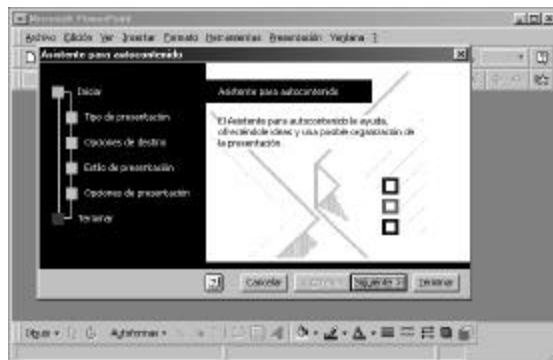 Microsoft PowerPoint
Archivo Edición Ver Insertar Formato Herramientas Presentación Ventana ?
Asistente para autocontenido
Iniciar
Tipo de presentación
Opciones de destino
Estilo de presentación
Opciones de presentación
Terminar
Asistente para autocontenido
El Asistente para autocontenido le ayuda,
ofreciéndole ideas y una posible organización de
la presentación.
Cancelar
Siguiente >
Terminar
Dibujo
Autoformas